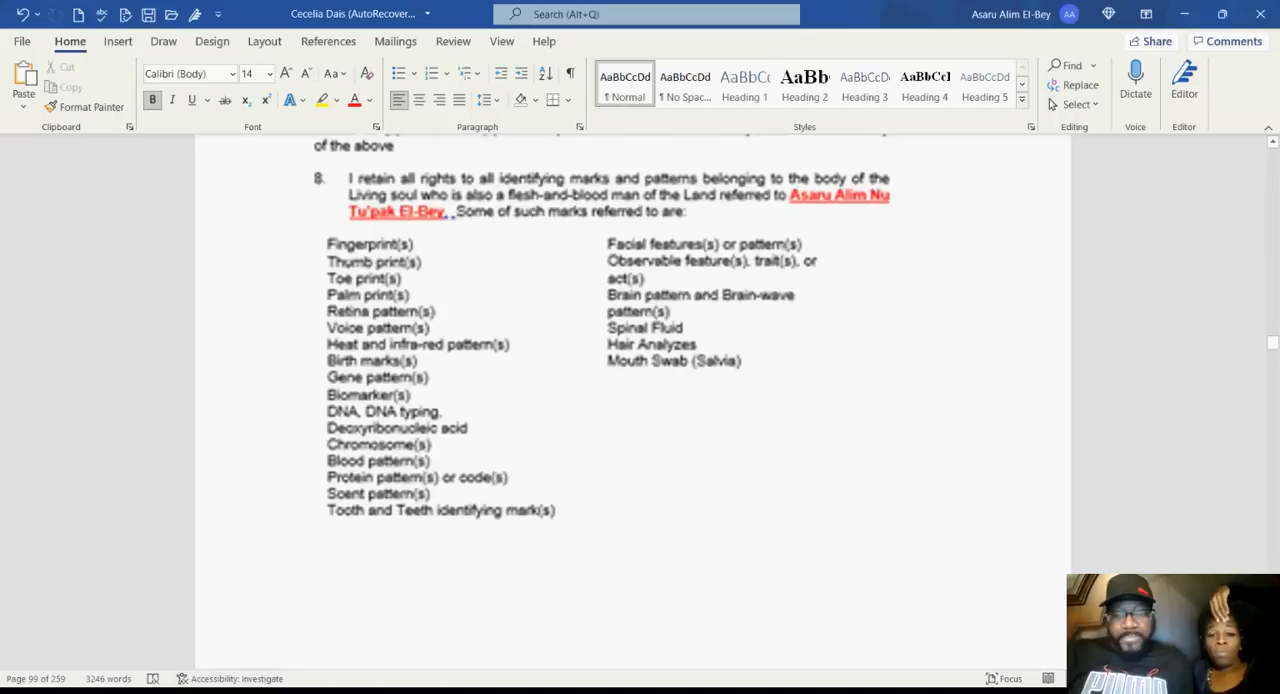 Cecelia Dais (AutoRecover...
Search (Alt+Q)
Asaru Alim El-Bey
AA
File
Home
Insert
Draw
Design
Layout
References
Mailings
Review
View
Help
Share
Comments
Paste
Cut
Copy
Format Painter
Clipboard
Calibri (Body)
14
Font
Paragraph
AaBbCcDd
¶ Normal
AaBbCcDd
¶ No Spac...
AaBbC
Heading 1
AaBb
Heading 2
AaBbCcD
Heading 3
AaBbCcI
Heading 4
AaBbCcDd
Heading 5
Styles
Find
Replace
Select
Editing
Dictate
Voice
Editor
Editor
of the above
8. I retain all rights to all identifying marks and patterns belonging to the body of the
Living soul who is also a flesh-and-blood man of the Land referred to Asaru Alim Nu
Tu'pak El-Bey, , Some of such marks referred to are:
Fingerprint(s)
Thumb print(s)
Toe print(s)
Palm print(s)
Retina pattern(s)
Voice pattern(s)
Heat and infra-red pattern(s)
Birth marks(s)
Gene pattern(s)
Biomarker(s)
DNA, DNA typing,
Deoxyribonucleic acid
Chromosome(s)
Blood pattern(s)
Protein pattern(s) or code(s)
Scent pattern(s)
Tooth and Teeth identifying mark(s)
Facial features(s) or pattern(s)
Observable feature(s), trait(s), or
act(s)
Brain pattern and Brain-wave
pattern(s)
Spinal Fluid
Hair Analyzes
Mouth Swab (Salvia)
Page 99 of 259
3246 words
Accessibility: Investigate
Focus